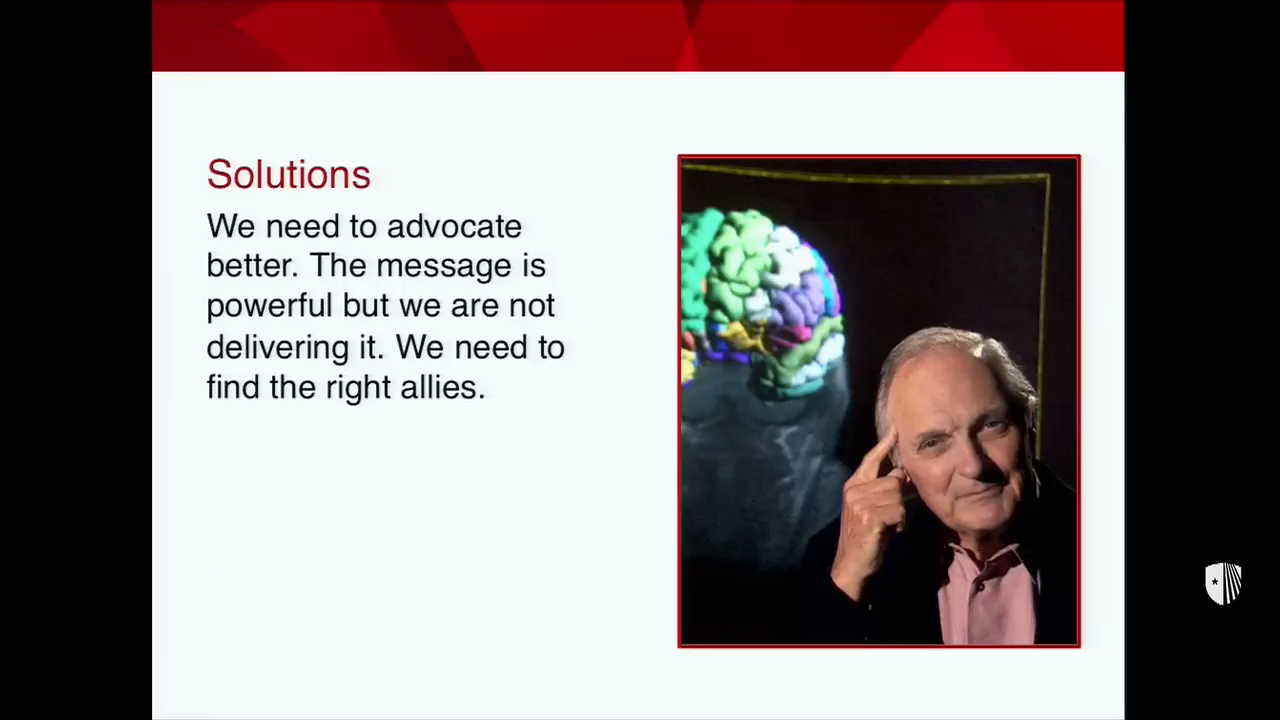 Solutions
We need to advocate
better. The message is
powerful but we are not
delivering it. We need to
find the right allies.